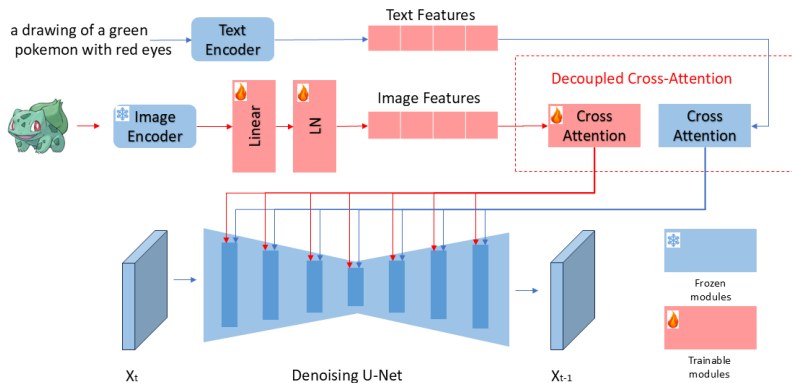 a drawing of a green
pokemon with red eyes
Text
Encoder
Text Features
Decoupled Cross-Attention
Image
Encoder
Linear
LN
Image Features
Cross
Attention
Cross
Attention
Frozen
modules
Trainable
modules
Xt
Denoising U-Net
Xt-1